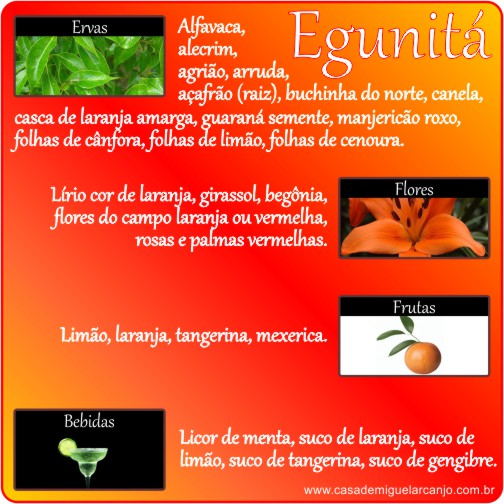 Ervas
Egunitá
Alfavaca,
alecrim,
agrião, arruda,
açafrão (raiz), buchinha do norte, canela,
casca de laranja amarga, guaraná semente, manjericão roxo,
folhas de cânfora, folhas de limão, folhas de cenoura.
Flores
Lírio cor de laranja, girassol, begônia,
flores do campo laranja ou vermelha,
rosas e palmas vermelhas.
Frutas
Limão, laranja, tangerina, mexerica.
Bebidas
Licor de menta, suco de laranja, suco de
limão, suco de tangerina, suco de gengibre.
www.casademiguelarcanjo.com.br